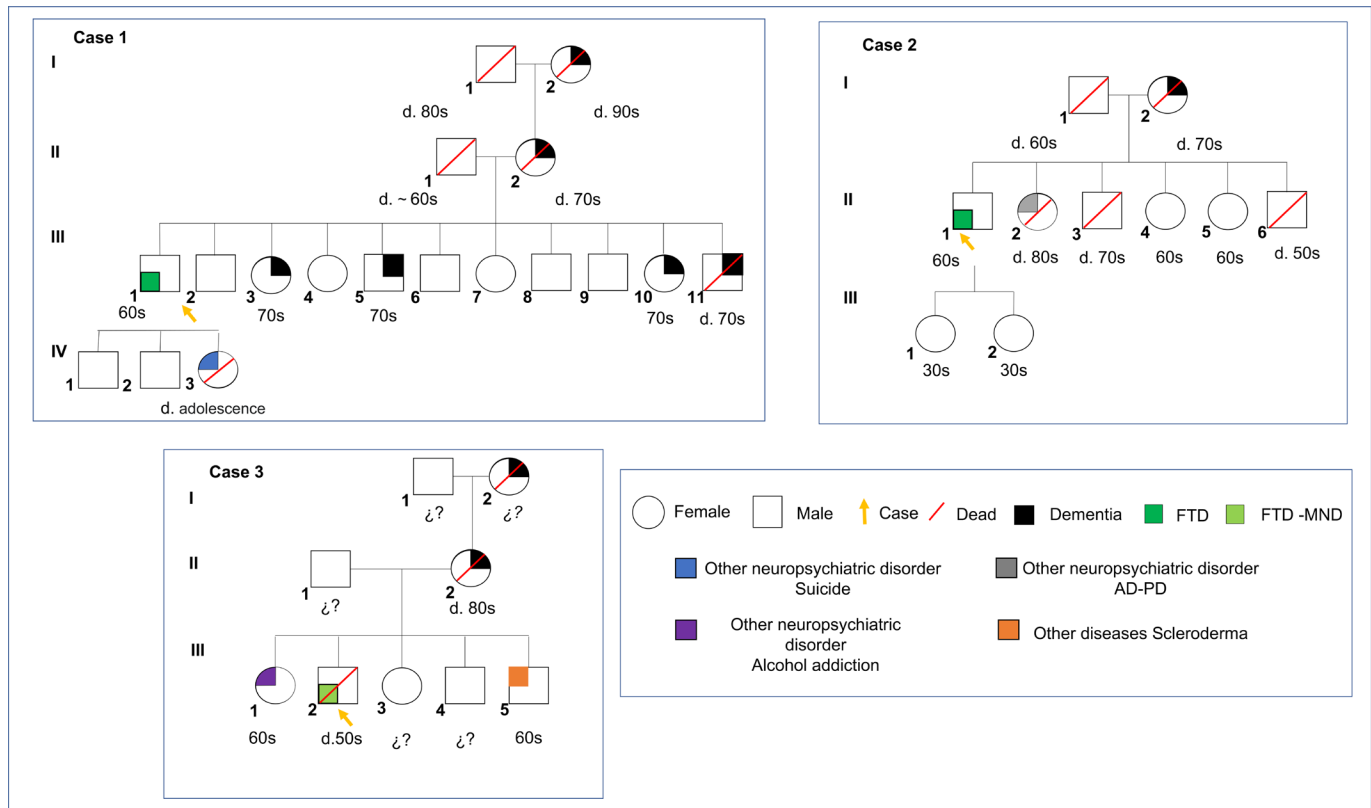 Case 1
I
1
2
d. 80s
d. 90s
II
1
2
d. ~ 60s
d. 70s
III
1
2
3
4
5
6
7
8
9
10
11
60s
70s
70s
70s
d. 70s
IV
1
2
3
d. adolescence
Case 2
I
1
2
d. 60s
d. 70s
II
1
2
3
4
5
6
60s
d. 80s
d. 70s
60s
60s
d. 50s
III
1
2
30s
30s
Case 3
I
1
2
¿?
¿?
II
1
2
¿?
d. 80s
III
1
2
3
4
5
60s
d.50s
¿?
¿?
60s
Female
Male
Case
Dead
Dementia
FTD
FTD -MND
Other neuropsychiatric disorder
Suicide
Other neuropsychiatric disorder
AD-PD
Other neuropsychiatric
disorder
Alcohol addiction
Other diseases Scleroderma